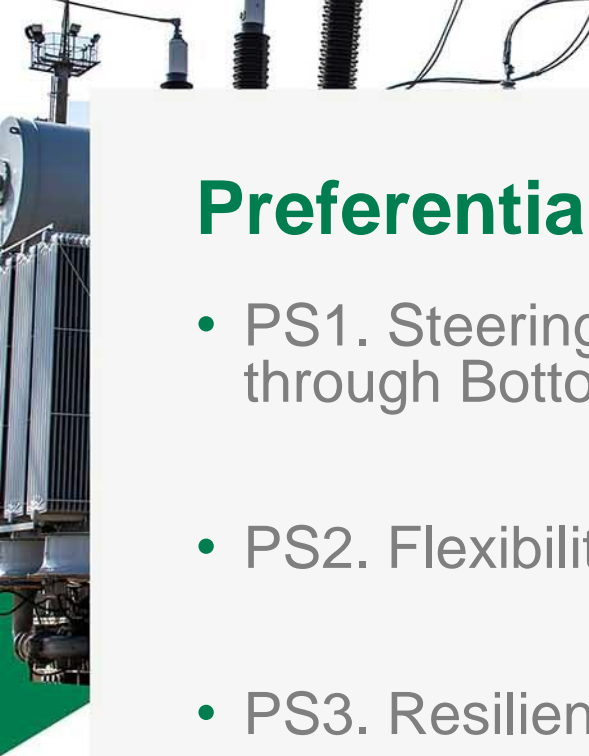 Preferentia
• PS1. Steering
through Botto
• PS2. Flexibilit
• PS3. Resilien